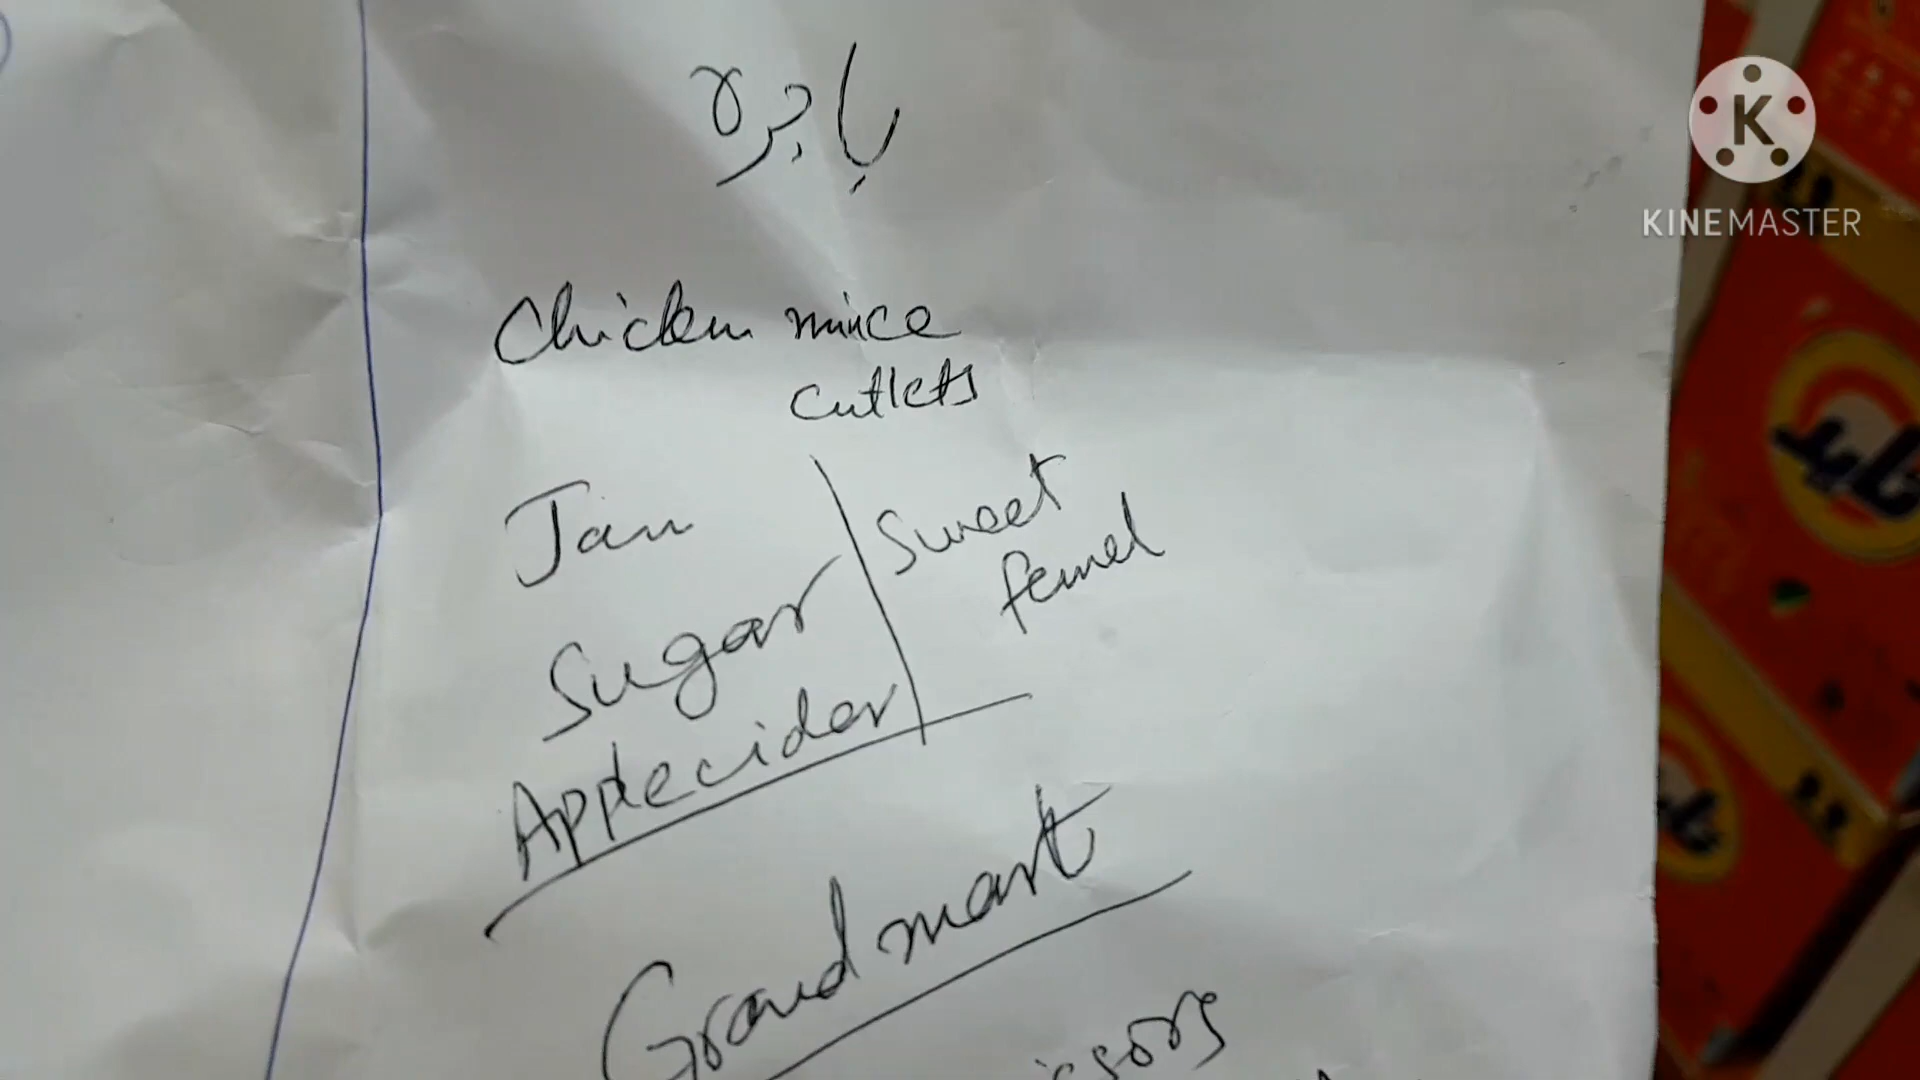 باجرہ
Chicken mince
cutlets
Jam
Sweet
fennel
Sugar
Applecider
Grand mart
KINEMASTER
K